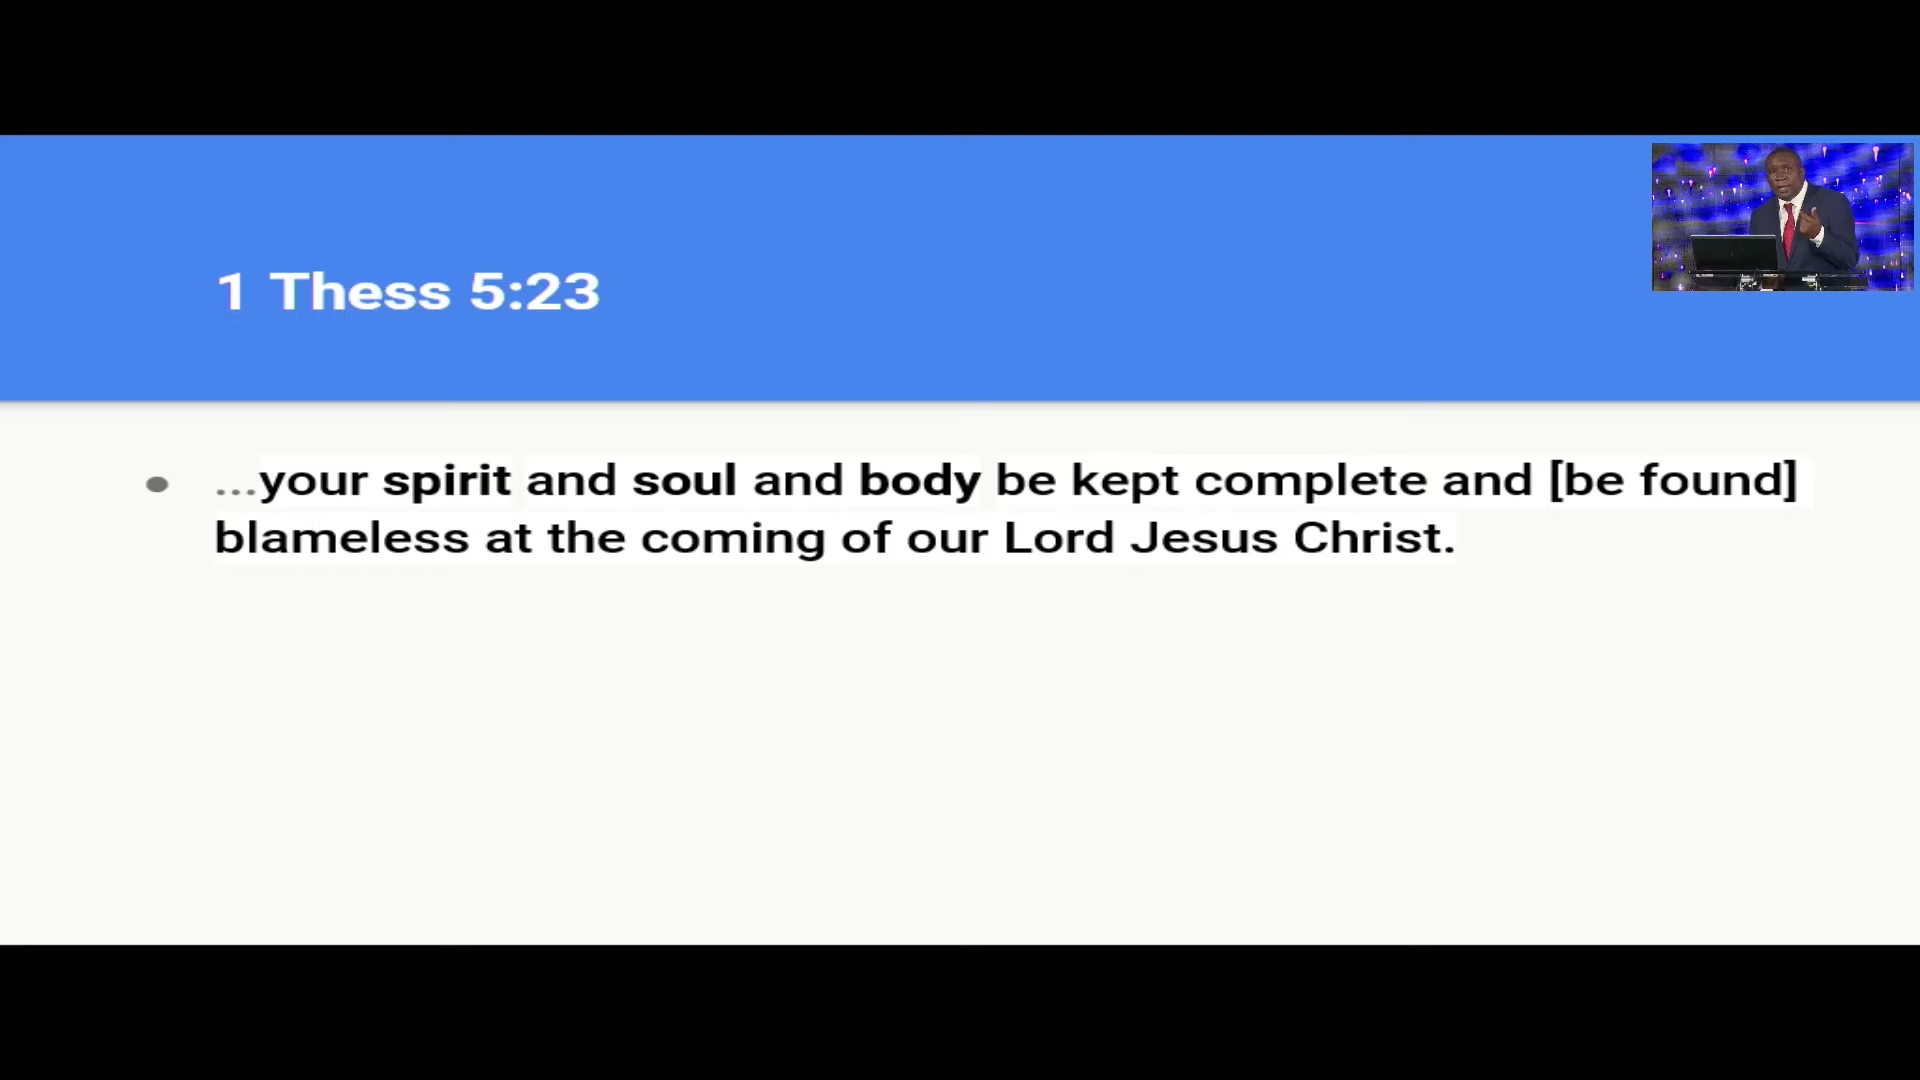 1 Thess 5:23
...your spirit and soul and body be kept complete and [be found]
blameless at the coming of our Lord Jesus Christ.